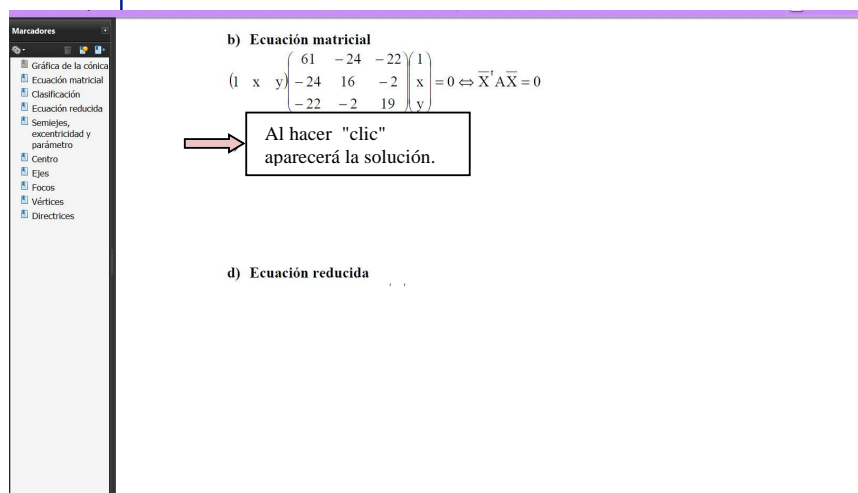 Marcadores
Gráfica de la cónica
Ecuación matricial
Clasificación
Ecuación reducida
Semiejes,
excentricidad y
parámetro
Centro
Ejes
Focos
Vértices
Directrices
b) Ecuación matricial
(1 x y) ( 61 −24 −22 ) ( 1 )
( −24 16 −2 ) ( x ) = 0 ⇔ X̅ᵗAX̅ = 0
( −22 −2 19 ) ( y )
Al hacer "clic"
aparecerá la solución.
d) Ecuación reducida